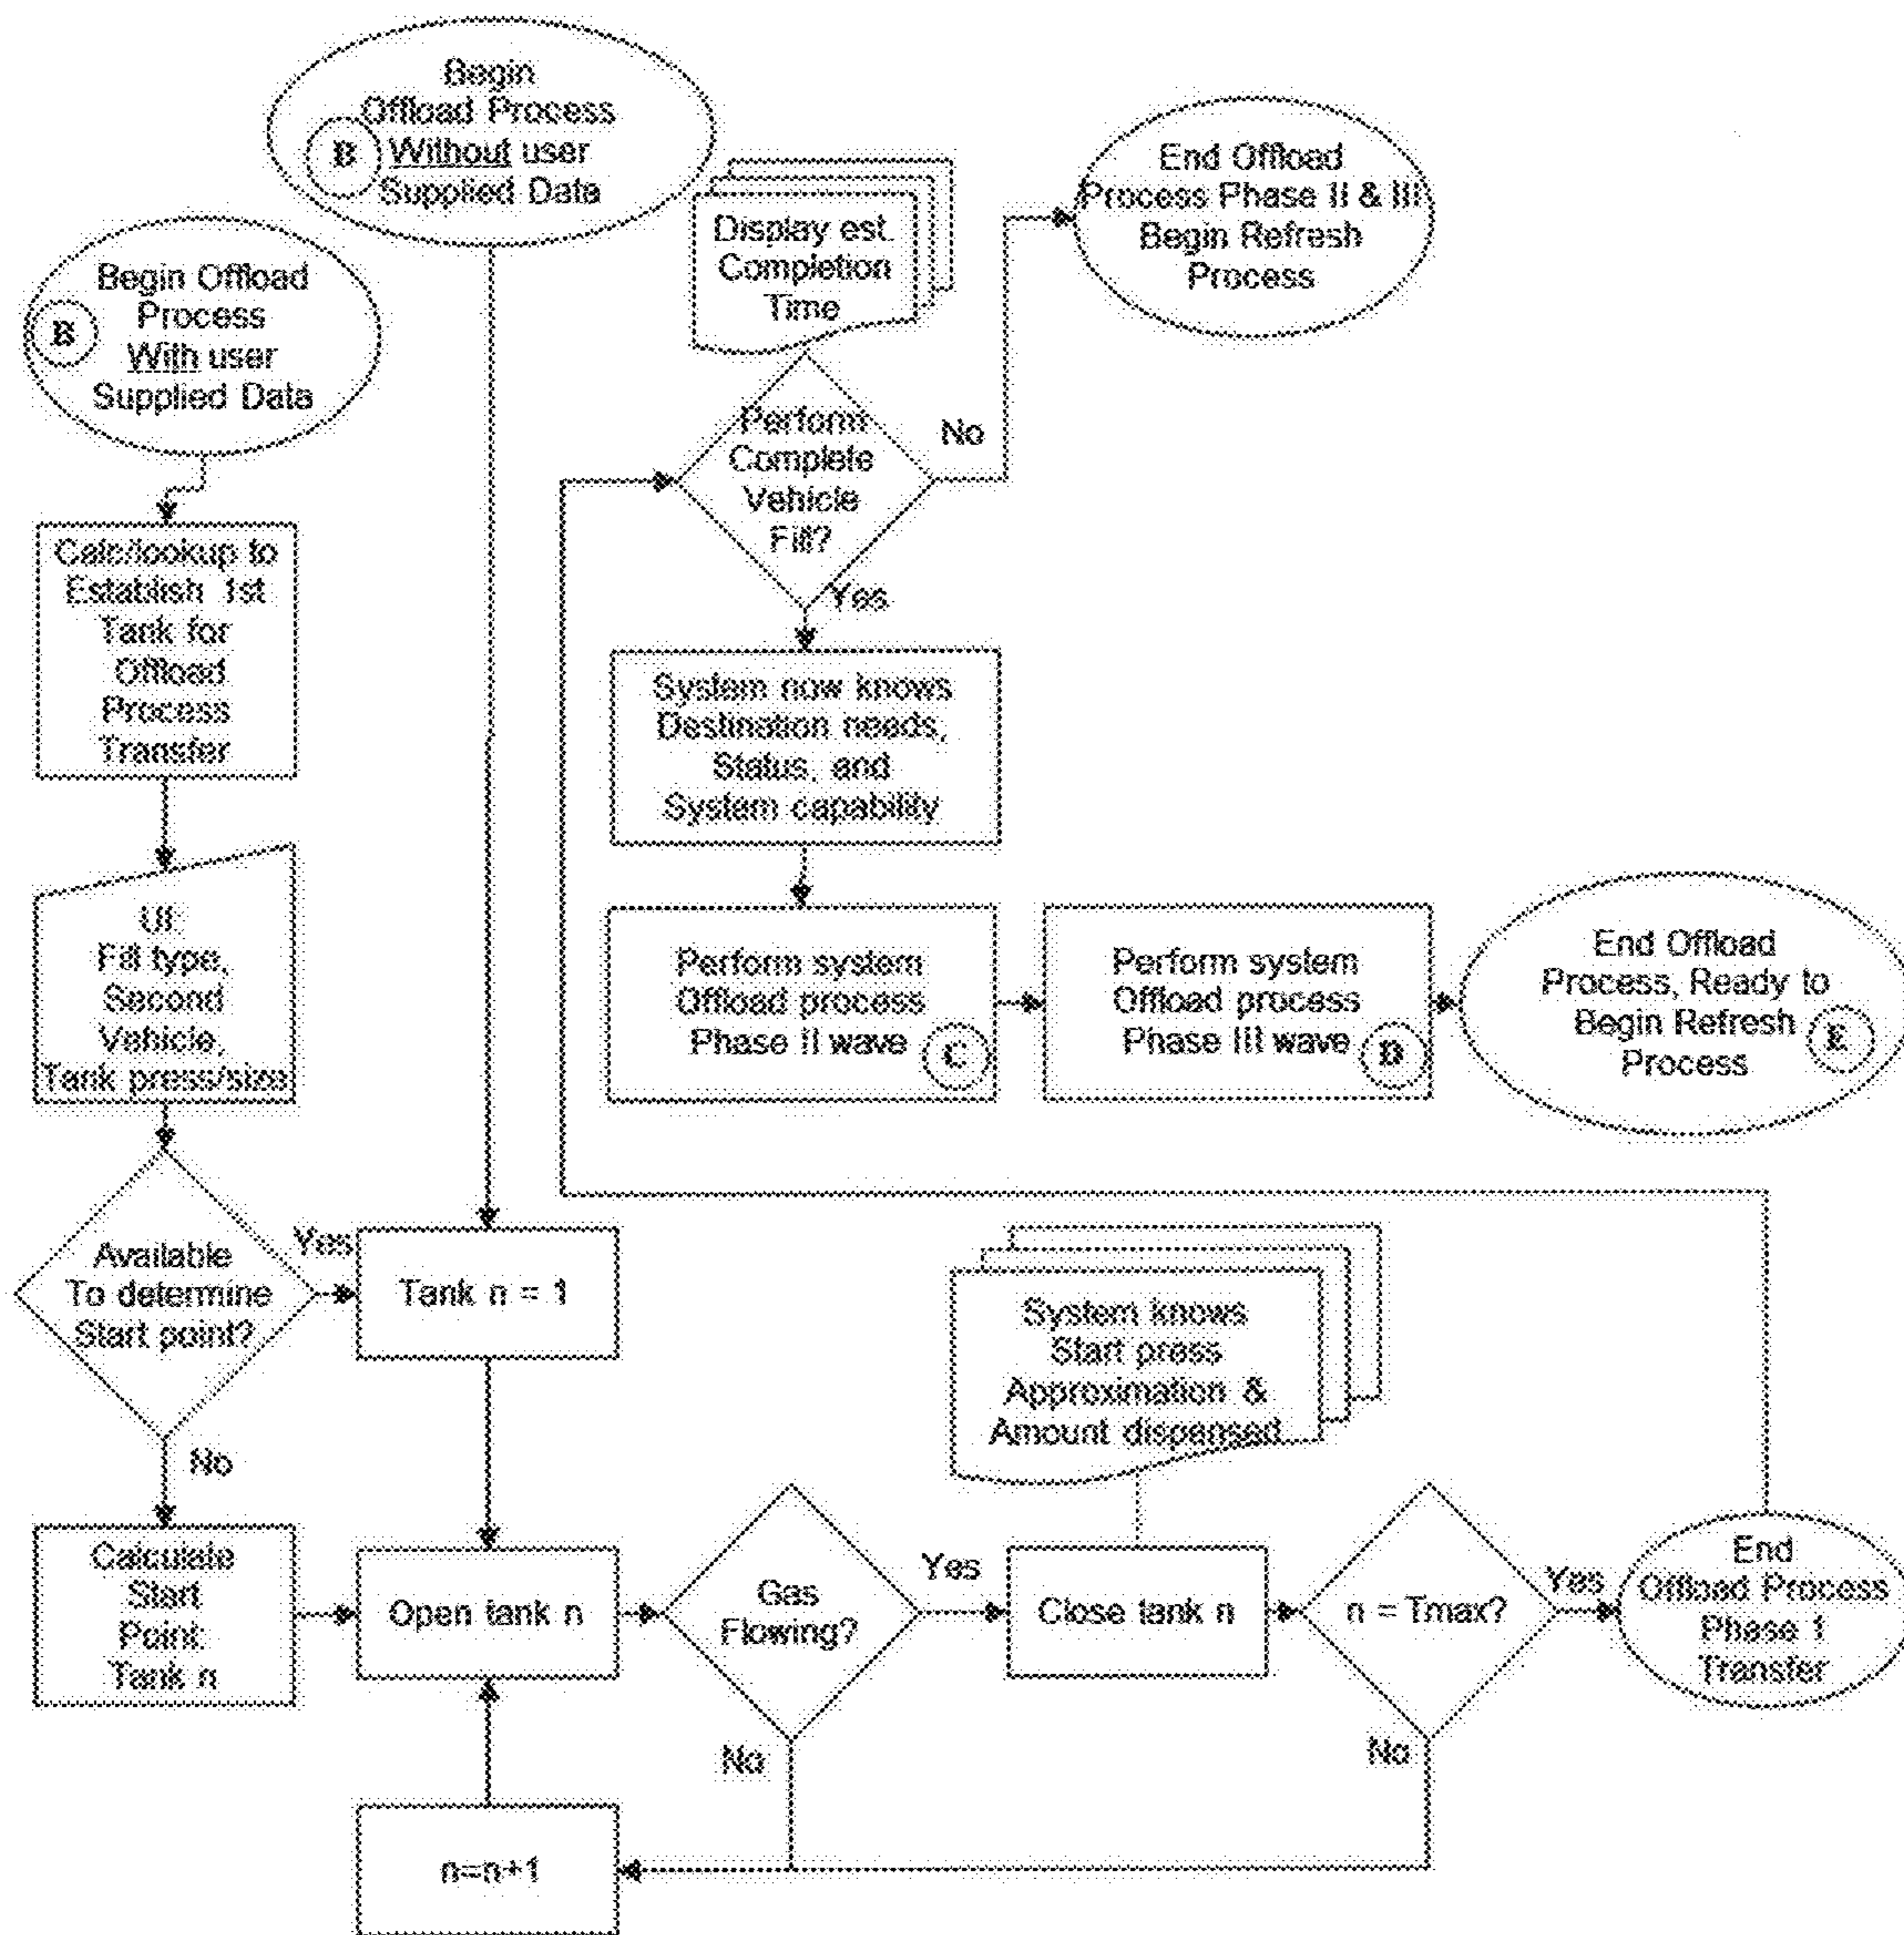 Begin
Offload Process
B
Without user
Supplied Data
Begin Offload
Process
B
With user
Supplied Data
Display est.
Completion
Time
End Offload
Process Phase II & III
Begin Refresh
Process
Perform
Complete
Vehicle
Fill?
No
Yes
Calc/lookup to
Establish 1st
Tank for
Offload
Process
Transfer
System now knows
Destination needs,
Status, and
System capability
UI:
Fill type,
Second
Vehicle,
Tank press/size
Perform system
Offload process
Phase II wave
C
Perform system
Offload process
Phase III wave
D
End Offload
Process, Ready to
Begin Refresh
Process
E
Available
To determine
Start point?
Yes
No
Tank n = 1
System knows
Start press
Approximation &
Amount dispensed
Calculate
Start
Point:
Tank n
Open tank n
Gas
Flowing?
Yes
No
Close tank n
n = Tmax?
Yes
No
End
Offload Process
Phase 1
Transfer
n=n+1